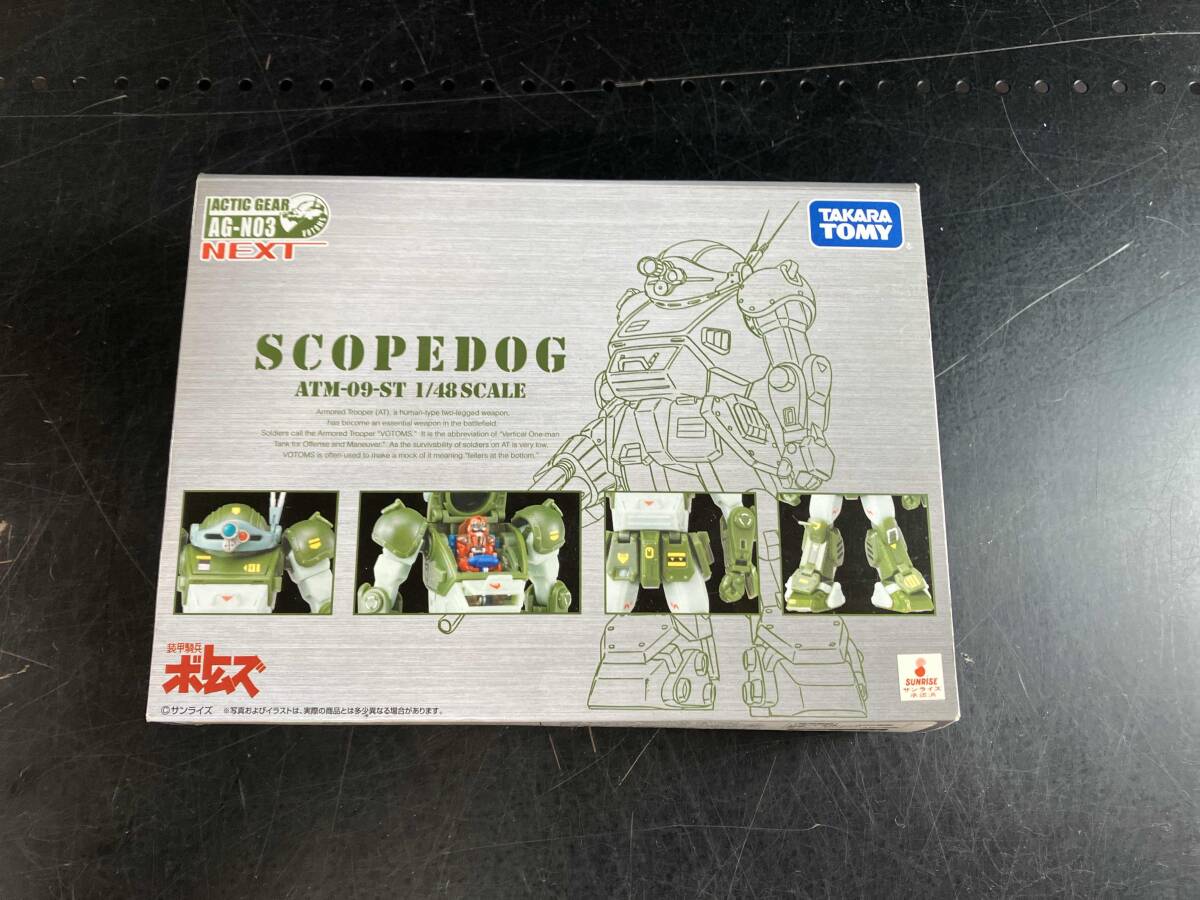 ACTIC GEAR
AG-N03
VOTOMS
NEXT
TAKARA
TOMY
SCOPEDOG
ATM-09-ST 1/48 SCALE
Armored Trooper (AT), a human-type two-legged weapon,
has become an essential weapon in the battlefield.
Soldiers call the Armored Trooper "VOTOMS." It is the abbreviation of "Vertical One-man
Tank for Offense and Maneuver." As the survivability of soldiers on AT is very low,
VOTOMS is often used to make a mock of it meaning "fellers at the bottom."
装甲騎兵
ボトムズ
©サンライズ ※写真およびイラストは、実際の商品とは多少異なる場合があります。
SUNRISE
サンライズ